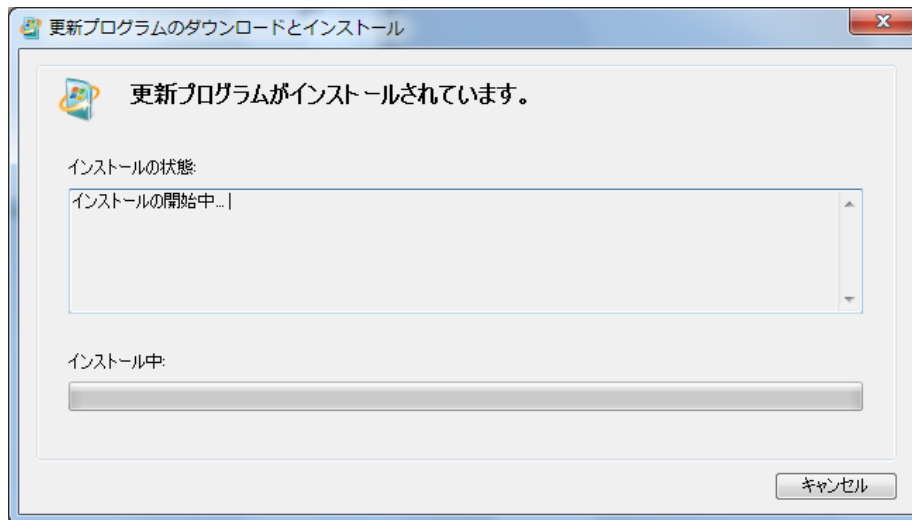 更新プログラムのダウンロードとインストール
更新プログラムがインストールされています。
インストールの状態:
インストールの開始中...
インストール中:
キャンセル